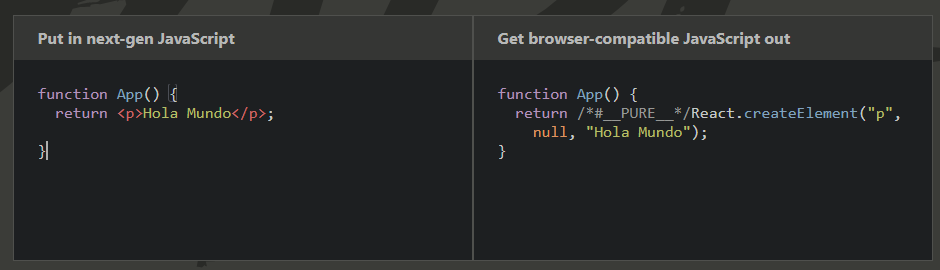 Put in next-gen JavaScript
function App() {
  return <p>Hola Mundo</p>;
}
Get browser-compatible JavaScript out
function App() {
  return /*#__PURE__*/React.createElement("p",
    null, "Hola Mundo");
}